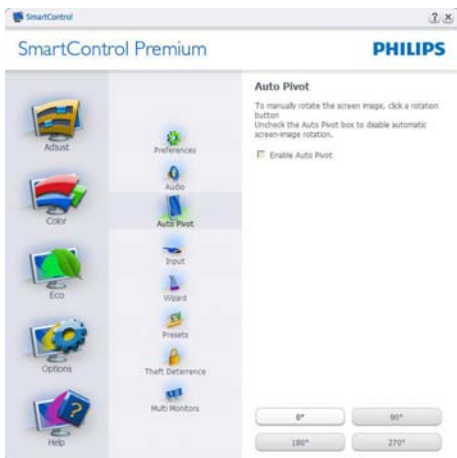 SmartControl
SmartControl Premium
PHILIPS
Adjust
Color
Eco
Options
Help
Preferences
Audio
Auto Pivot
Input
Wizard
Presets
Theft Deterrence
Multi Monitors
Auto Pivot
To manually rotate the screen image, click a rotation
button
Uncheck the Auto Pivot box to disable automatic
screen-image rotation.
Enable Auto Pivot
0°
90°
180°
270°